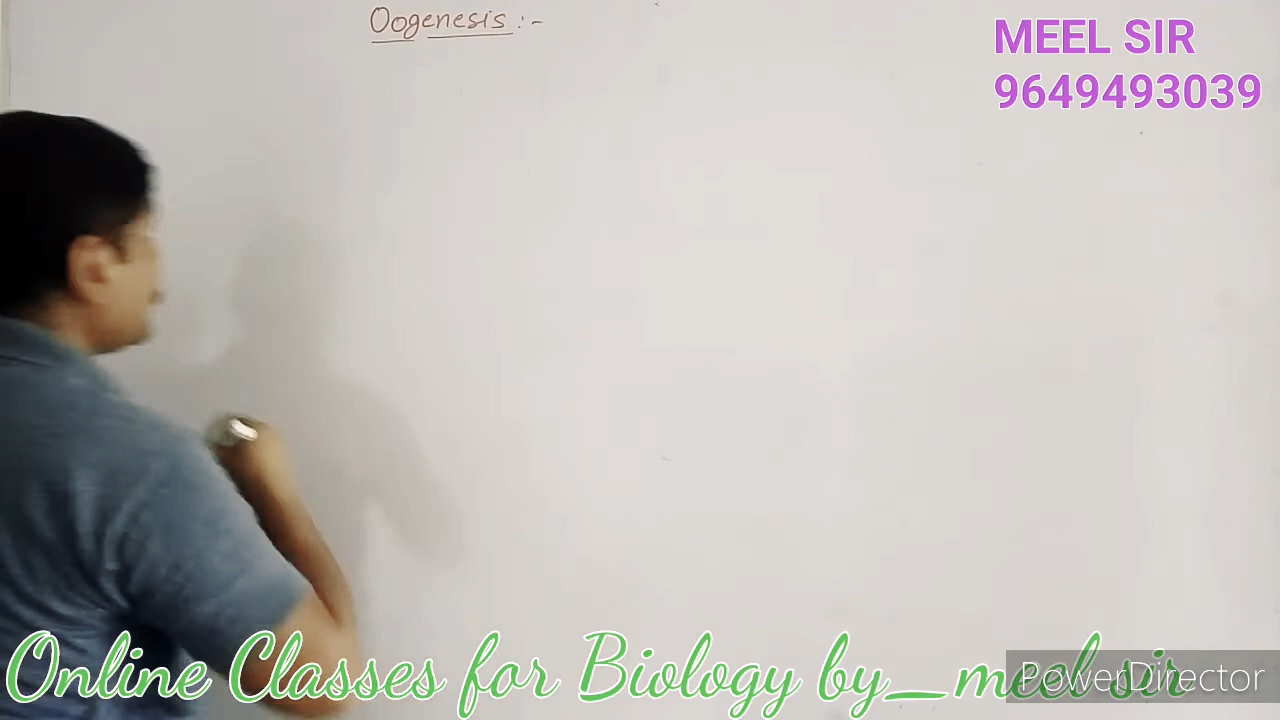 Oogenesis :-
MEEL SIR
9649493039
Online Classes for Biology by_meel sir
PowerDirector